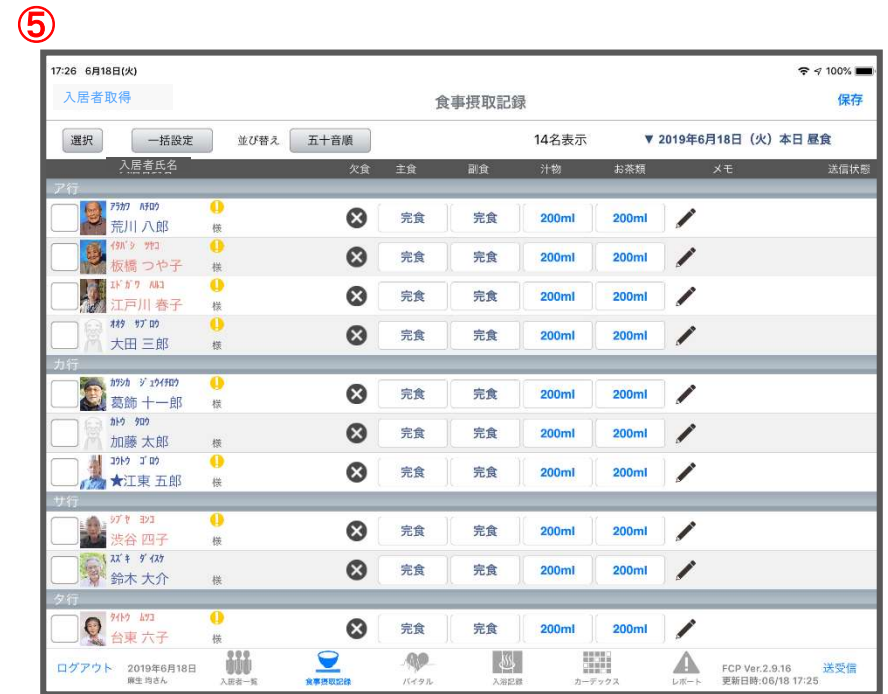 ⑤
17:26 6月18日(火) 100%
入居者取得 食事摂取記録 保存
選択 一括設定 並び替え 五十音順 14名表示 ▼ 2019年6月18日（火）本日 昼食
入居者氏名 欠食 主食 副食 汁物 お茶類 メモ 送信状態
ア行
ｱﾗｶﾜ ﾊﾁﾛｳ
荒川 八郎 様 完食 完食 200ml 200ml
ｲﾀﾊﾞｼ ﾂﾔｺ
板橋 つや子 様 完食 完食 200ml 200ml
ｴﾄﾞｶﾞﾜ ﾊﾙｺ
江戸川 春子 様 完食 完食 200ml 200ml
ｵｵﾀ ｻﾌﾞﾛｳ
大田 三郎 様 完食 完食 200ml 200ml
カ行
ｶﾂｼｶ ｼﾞｭｳｲﾁﾛｳ
葛飾 十一郎 様 完食 完食 200ml 200ml
ｶﾄｳ ﾀﾛｳ
加藤 太郎 様 完食 完食 200ml 200ml
ｺｳﾄｳ ｺﾞﾛｳ
★江東 五郎 様 完食 完食 200ml 200ml
サ行
ｼﾌﾞﾔ ﾖﾝｺ
渋谷 四子 様 完食 完食 200ml 200ml
ｽｽﾞｷ ﾀﾞｲｽｹ
鈴木 大介 様 完食 完食 200ml 200ml
タ行
ﾀｲﾄｳ ﾑﾂｺ
台東 六子 様 完食 完食 200ml 200ml
ログアウト 2019年6月18日 麻生 均さん 入居者一覧 食事摂取記録 バイタル 入浴記録 カーデックス レポート FCP Ver.2.9.16 更新日時:06/18 17:25 送受信